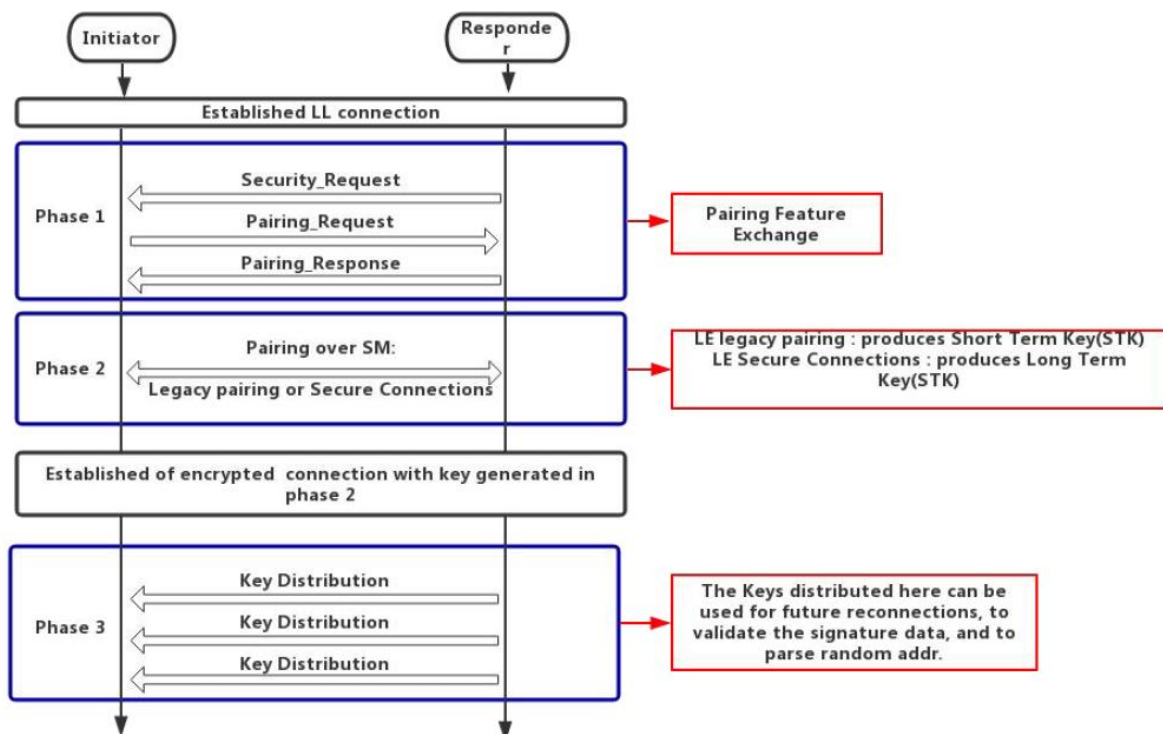 Initiator
Responde
r
Established LL connection
Phase 1
Security_Request
Pairing_Request
Pairing_Response
Pairing Feature
Exchange
Phase 2
Pairing over SM:
Legacy pairing or Secure Connections
LE legacy pairing : produces Short Term Key(STK)
LE Secure Connections : produces Long Term
Key(STK)
Established of encrypted connection with key generated in
phase 2
Phase 3
Key Distribution
Key Distribution
Key Distribution
The Keys distributed here can be
used for future reconnections, to
validate the signature data, and to
parse random addr.